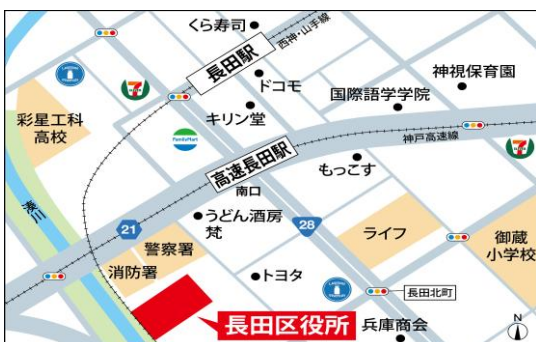 くら寿司
西神・山手線
長田駅
ドコモ
神視保育園
7
国際語学学院
彩星工科
高校
キリン堂
FamilyMart
神戸高速線
7
高速長田駅
もっこす
南口
湊川
うどん酒房
梵
21
28
警察署
ライフ
御蔵
小学校
消防署
トヨタ
長田北町
長田区役所
兵庫商会
N